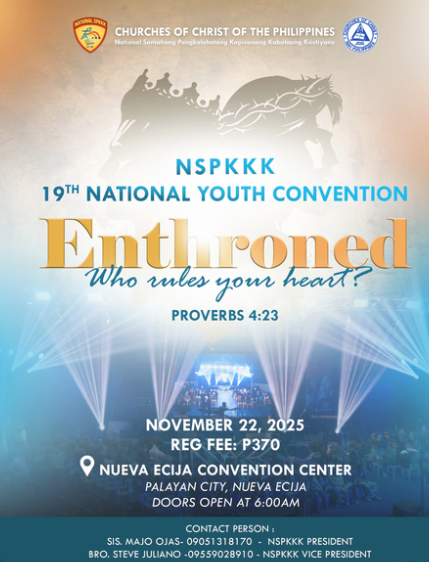 NATIONAL SPKKK
CHURCHES OF CHRIST OF THE PHILIPPINES
National Samahang Pangkalahatang Kapisanang Kabataang Kristiyano
NSPKKK
19TH NATIONAL YOUTH CONVENTION
Enthroned
Who rules your heart?
PROVERBS 4:23
NOVEMBER 22, 2025
REG FEE: P370
NUEVA ECIJA CONVENTION CENTER
PALAYAN CITY, NUEVA ECIJA
DOORS OPEN AT 6:00AM
CONTACT PERSON :
SIS. MAJO OJAS- 09051318170 - NSPKKK PRESIDENT
BRO. STEVE JULIANO -09559028910 - NSPKKK VICE PRESIDENT